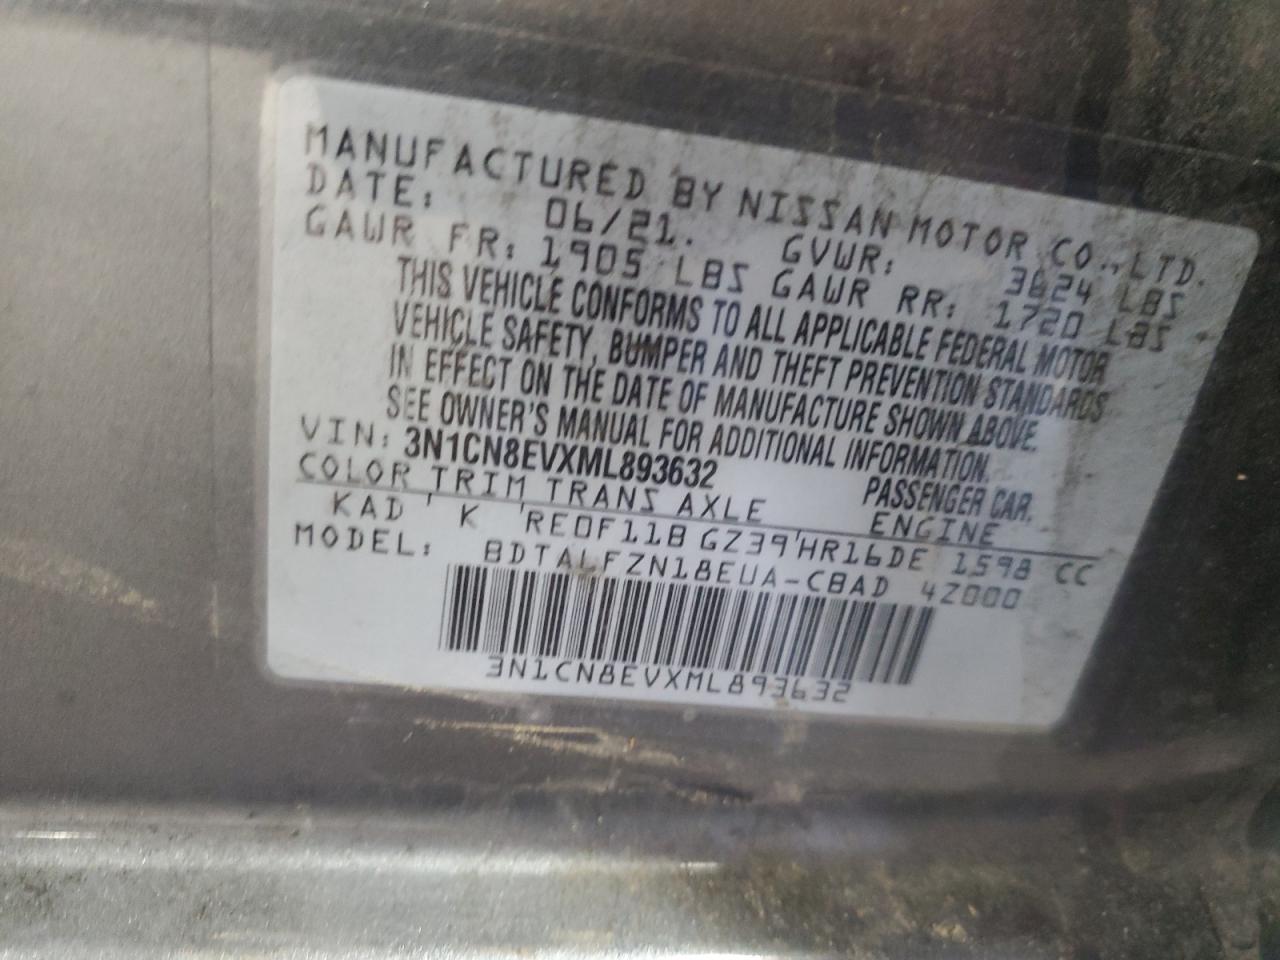 MANUFACTURED BY NISSAN MOTOR CO., LTD.
DATE: 06/21. GVWR: 3624 LBS
GAWR FR: 1905 LBS GAWR RR: 1720 LBS
THIS VEHICLE CONFORMS TO ALL APPLICABLE FEDERAL MOTOR
VEHICLE SAFETY, BUMPER AND THEFT PREVENTION STANDARDS
IN EFFECT ON THE DATE OF MANUFACTURE SHOWN ABOVE.
SEE OWNER'S MANUAL FOR ADDITIONAL INFORMATION.
VIN: 3N1CN8EVXML893632 PASSENGER CAR.
COLOR TRIM TRANS AXLE ENGINE
KAD ' K 'RE0F11B GZ39'HR16DE 1598 CC
MODEL: BDTALFZN18EUA-CBAD 4Z000
3N1CN8EVXML893632